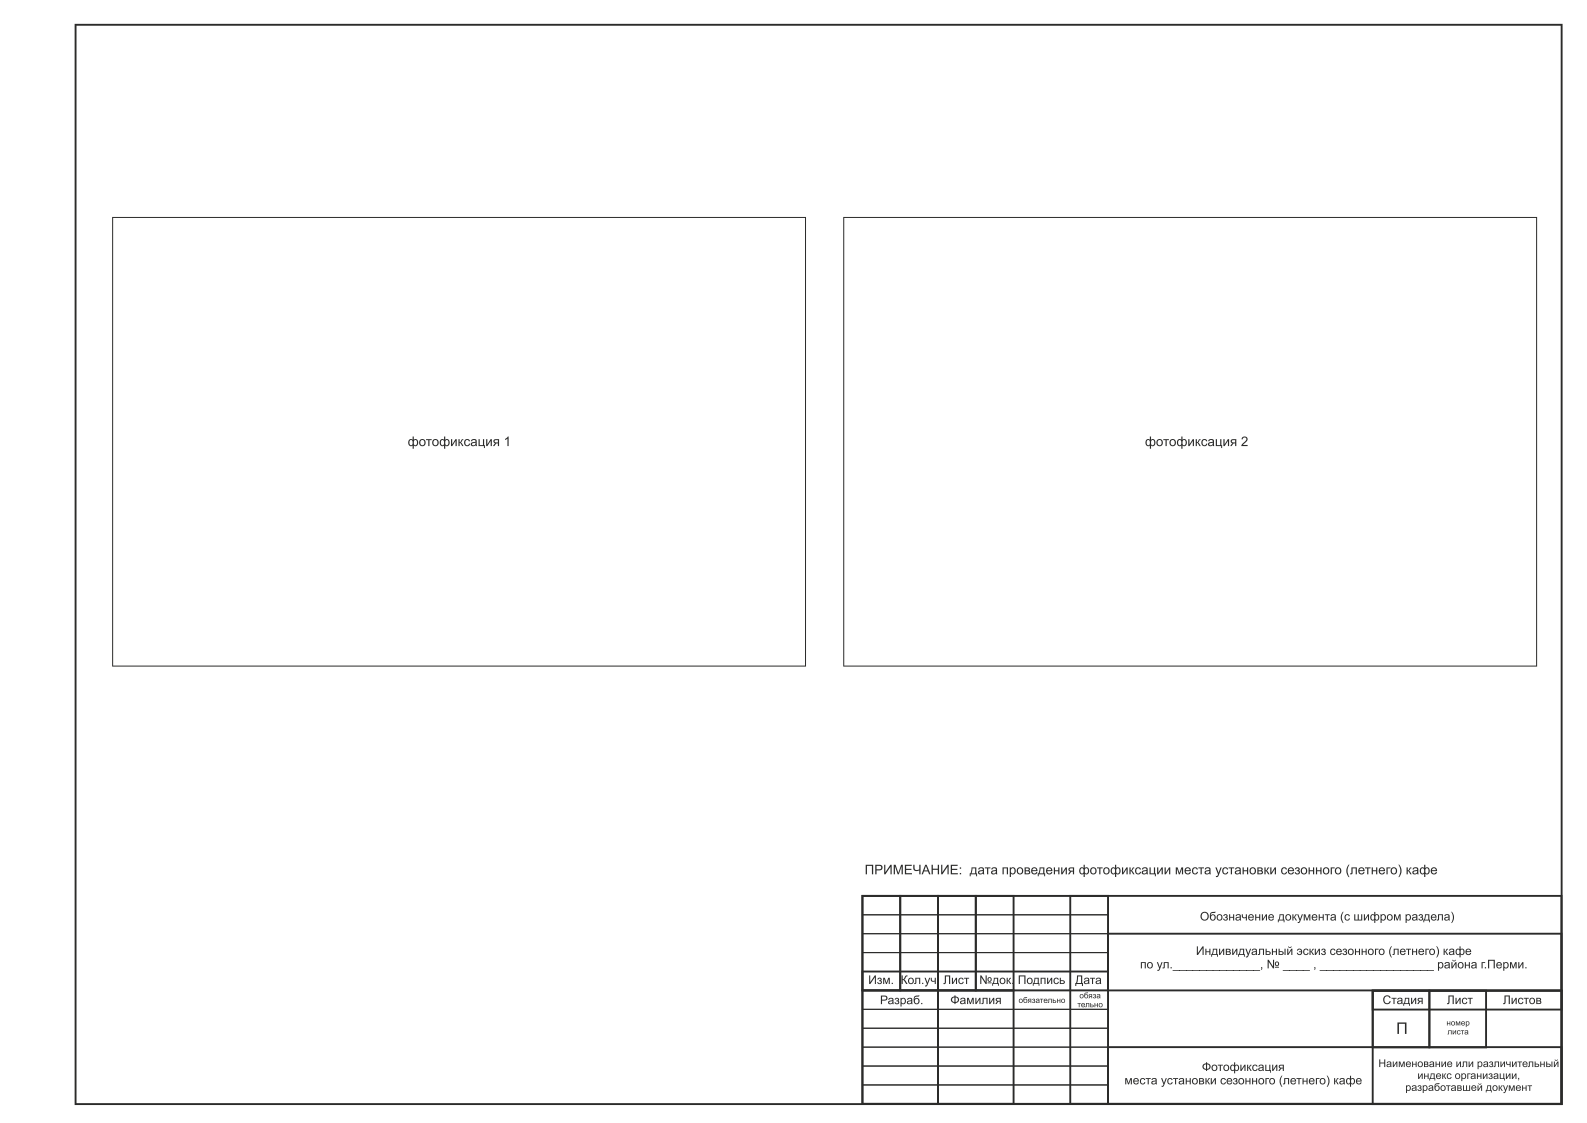 фотофиксация 1
фотофиксация 2
ПРИМЕЧАНИЕ: дата проведения фотофиксации места установки сезонного (летнего) кафе
Обозначение документа (с шифром раздела)
Индивидуальный эскиз сезонного (летнего) кафе
по ул._____________, № ____ , _________________ района г.Перми.
Изм. Кол.уч Лист №док. Подпись Дата
Разраб. Фамилия обязательно
обяза
тельно
Стадия Лист Листов
П
номер
листа
Фотофиксация
места установки сезонного (летнего) кафе
Наименование или различительный
индекс организации,
разработавшей документ